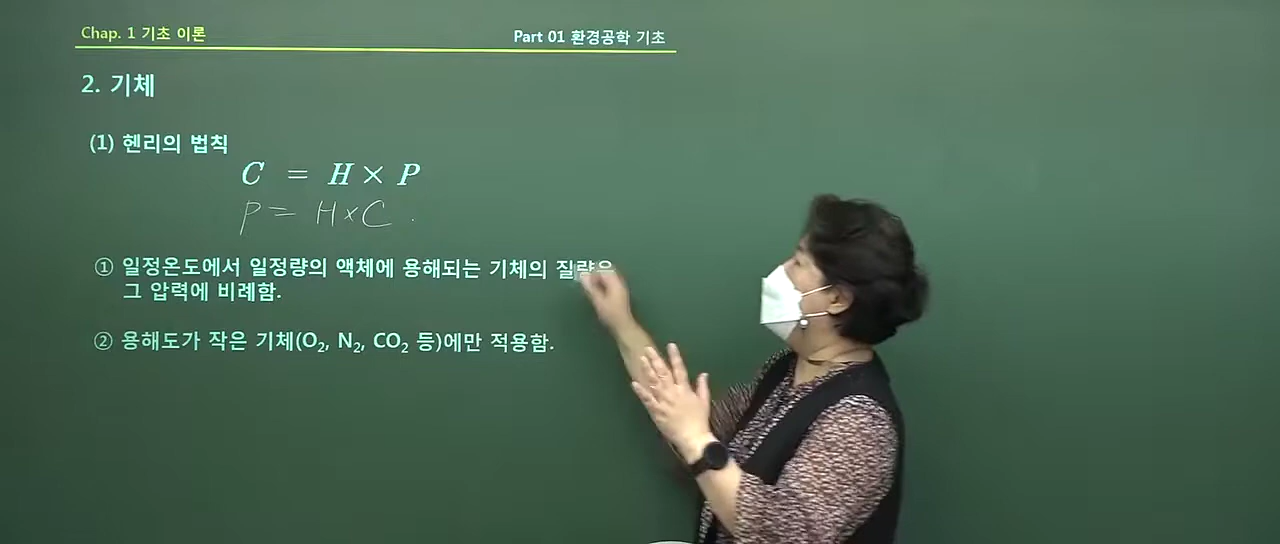 Chap. 1 기초 이론
Part 01 환경공학 기초
2. 기체
(1) 헨리의 법칙
C = H × P
P = H×C .
① 일정온도에서 일정량의 액체에 용해되는 기체의 질량은
그 압력에 비례함.
② 용해도가 작은 기체(O₂, N₂, CO₂ 등)에만 적용함.